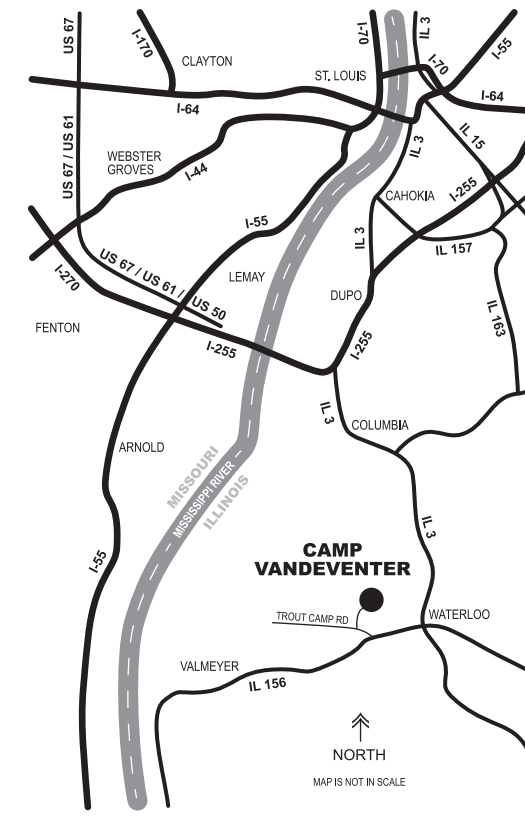 US 67
I-170
CLAYTON
I-70
IL 3
ST. LOUIS
I-70
I-55
I-64
I-64
US 67 / US 61
WEBSTER
GROVES
I-44
IL 3
IL 15
I-255
CAHOKIA
I-55
IL 3
IL 157
I-270
US 67 / US 61 / US 50
LEMAY
DUPO
FENTON
I-255
I-255
IL 163
IL 3
COLUMBIA
ARNOLD
MISSOURI
MISSISSIPPI RIVER
ILLINOIS
IL 3
I-55
CAMP
VANDEVENTER
TROUT CAMP RD
WATERLOO
VALMEYER
IL 156
NORTH
MAP IS NOT IN SCALE